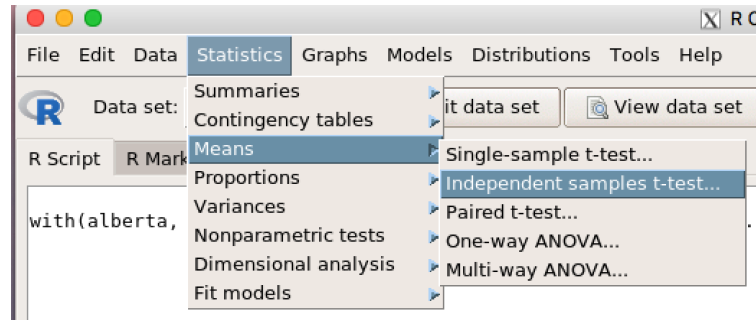 R C
File Edit Data Statistics Graphs Models Distributions Tools Help
R Data set: it data set View data set
R Script R Mark
with(alberta,
Summaries
Contingency tables
Means
Proportions
Variances
Nonparametric tests
Dimensional analysis
Fit models
Single-sample t-test...
Independent samples t-test...
Paired t-test...
One-way ANOVA...
Multi-way ANOVA...